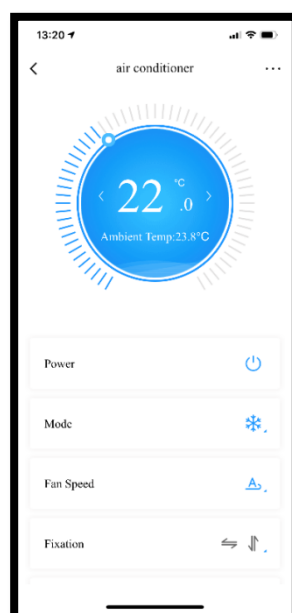 13:20
air conditioner
22.0 °C
Ambient Temp:23.8°C
Power
Mode
Fan Speed
A
Fixation